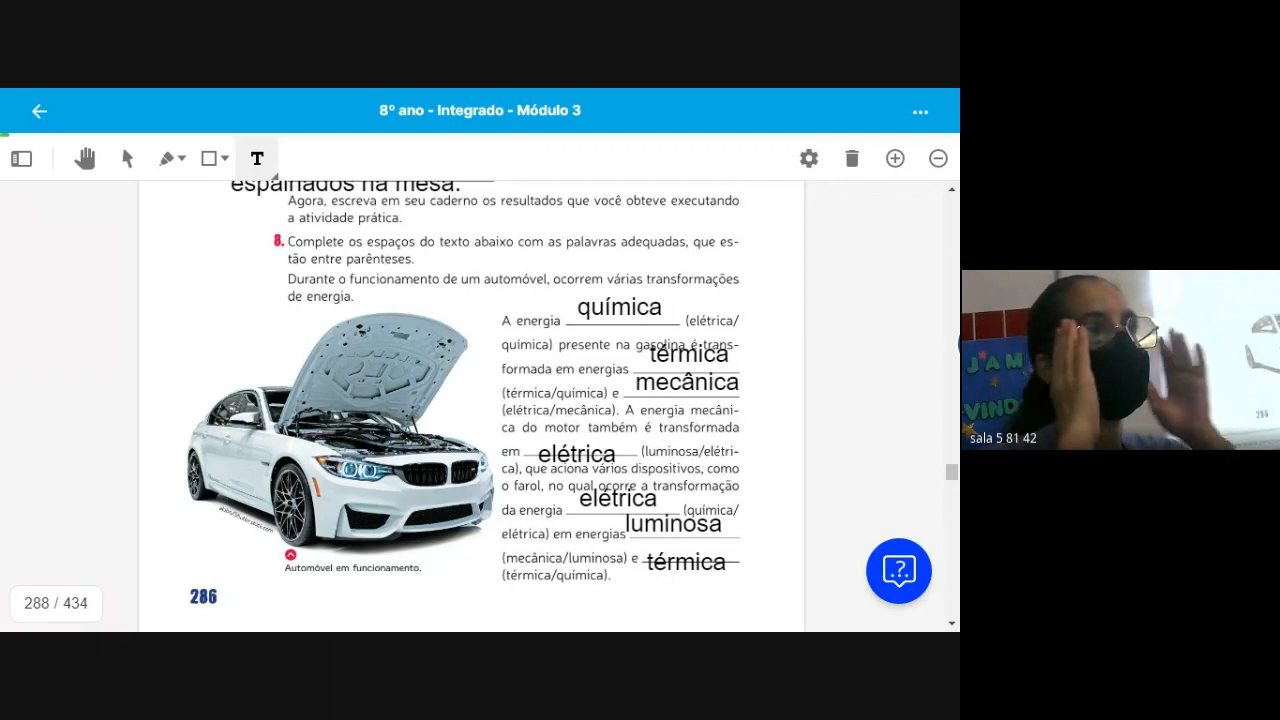 8º ano - Integrado - Módulo 3
T
espalhados na mesa.
Agora, escreva em seu caderno os resultados que você obteve executando
a atividade prática.
8. Complete os espaços do texto abaixo com as palavras adequadas, que es-
tão entre parênteses.
Durante o funcionamento de um automóvel, ocorrem várias transformações
de energia.
A energia química (elétrica/
química) presente na gasolina é trans-
formada em energias térmica
(térmica/química) e mecânica
(elétrica/mecânica). A energia mecâni-
ca do motor também é transformada
em elétrica (luminosa/elétri-
ca), que aciona vários dispositivos, como
o farol, no qual ocorre a transformação
da energia elétrica (química/
elétrica) em energias luminosa
(mecânica/luminosa) e térmica
(térmica/química).
Automóvel em funcionamento.
286
288 / 434
.?.
JAM
VIND
sala 5 81 42
286